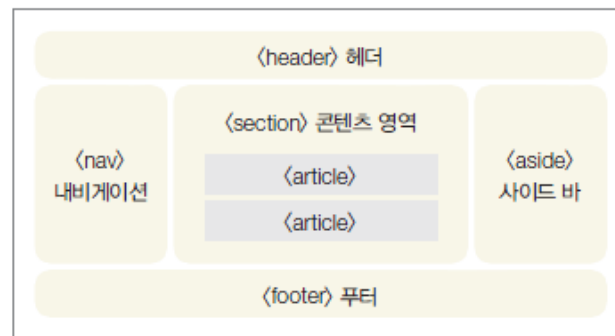 〈header〉 헤더
〈nav〉
내비게이션
〈section〉 콘텐츠 영역
〈article〉
〈article〉
〈aside〉
사이드 바
〈footer〉 푸터